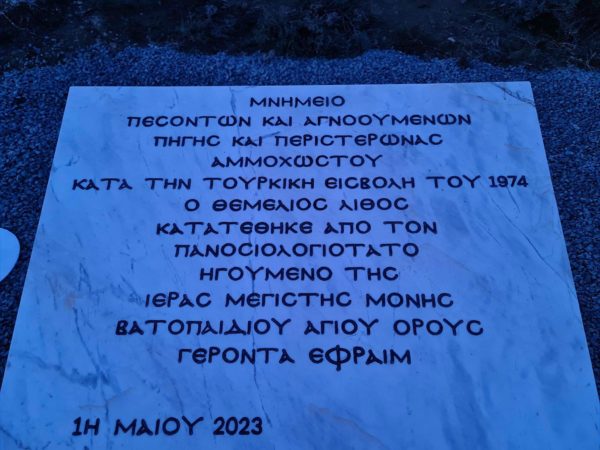 ΜΝΗΜΕΙΟ
ΠΕϹΟΝΤΩΝ ΚΑΙ ΑΓΝΟΟΥΜΕΝΩΝ
ΠΗΓΗϹ ΚΑΙ ΠΕΡΙϹΤΕΡΩΝΑϹ
ΑΜΜΟΧΩϹΤΟΥ
ΚΑΤΑ ΤΗΝ ΤΟΥΡΚΙΚΗ ΕΙϹΒΟΛΗ ΤΟΥ 1974
Ο ΘΕΜΕΛΙΟϹ ΛΙΘΟϹ
ΚΑΤΑΤΕΘΗΚΕ ΑΠΟ ΤΟΝ
ΠΑΝΟϹΙΟΛΟΓΙΟΤΑΤΟ
ΗΓΟΥΜΕΝΟ ΤΗϹ
ΙΕΡΑϹ ΜΕΓΙϹΤΗϹ ΜΟΝΗϹ
ΒΑΤΟΠΑΙΔΙΟΥ ΑΓΙΟΥ ΟΡΟΥϹ
ΓΕΡΟΝΤΑ ΕΦΡΑΙΜ
1Η ΜΑΙΟΥ 2023